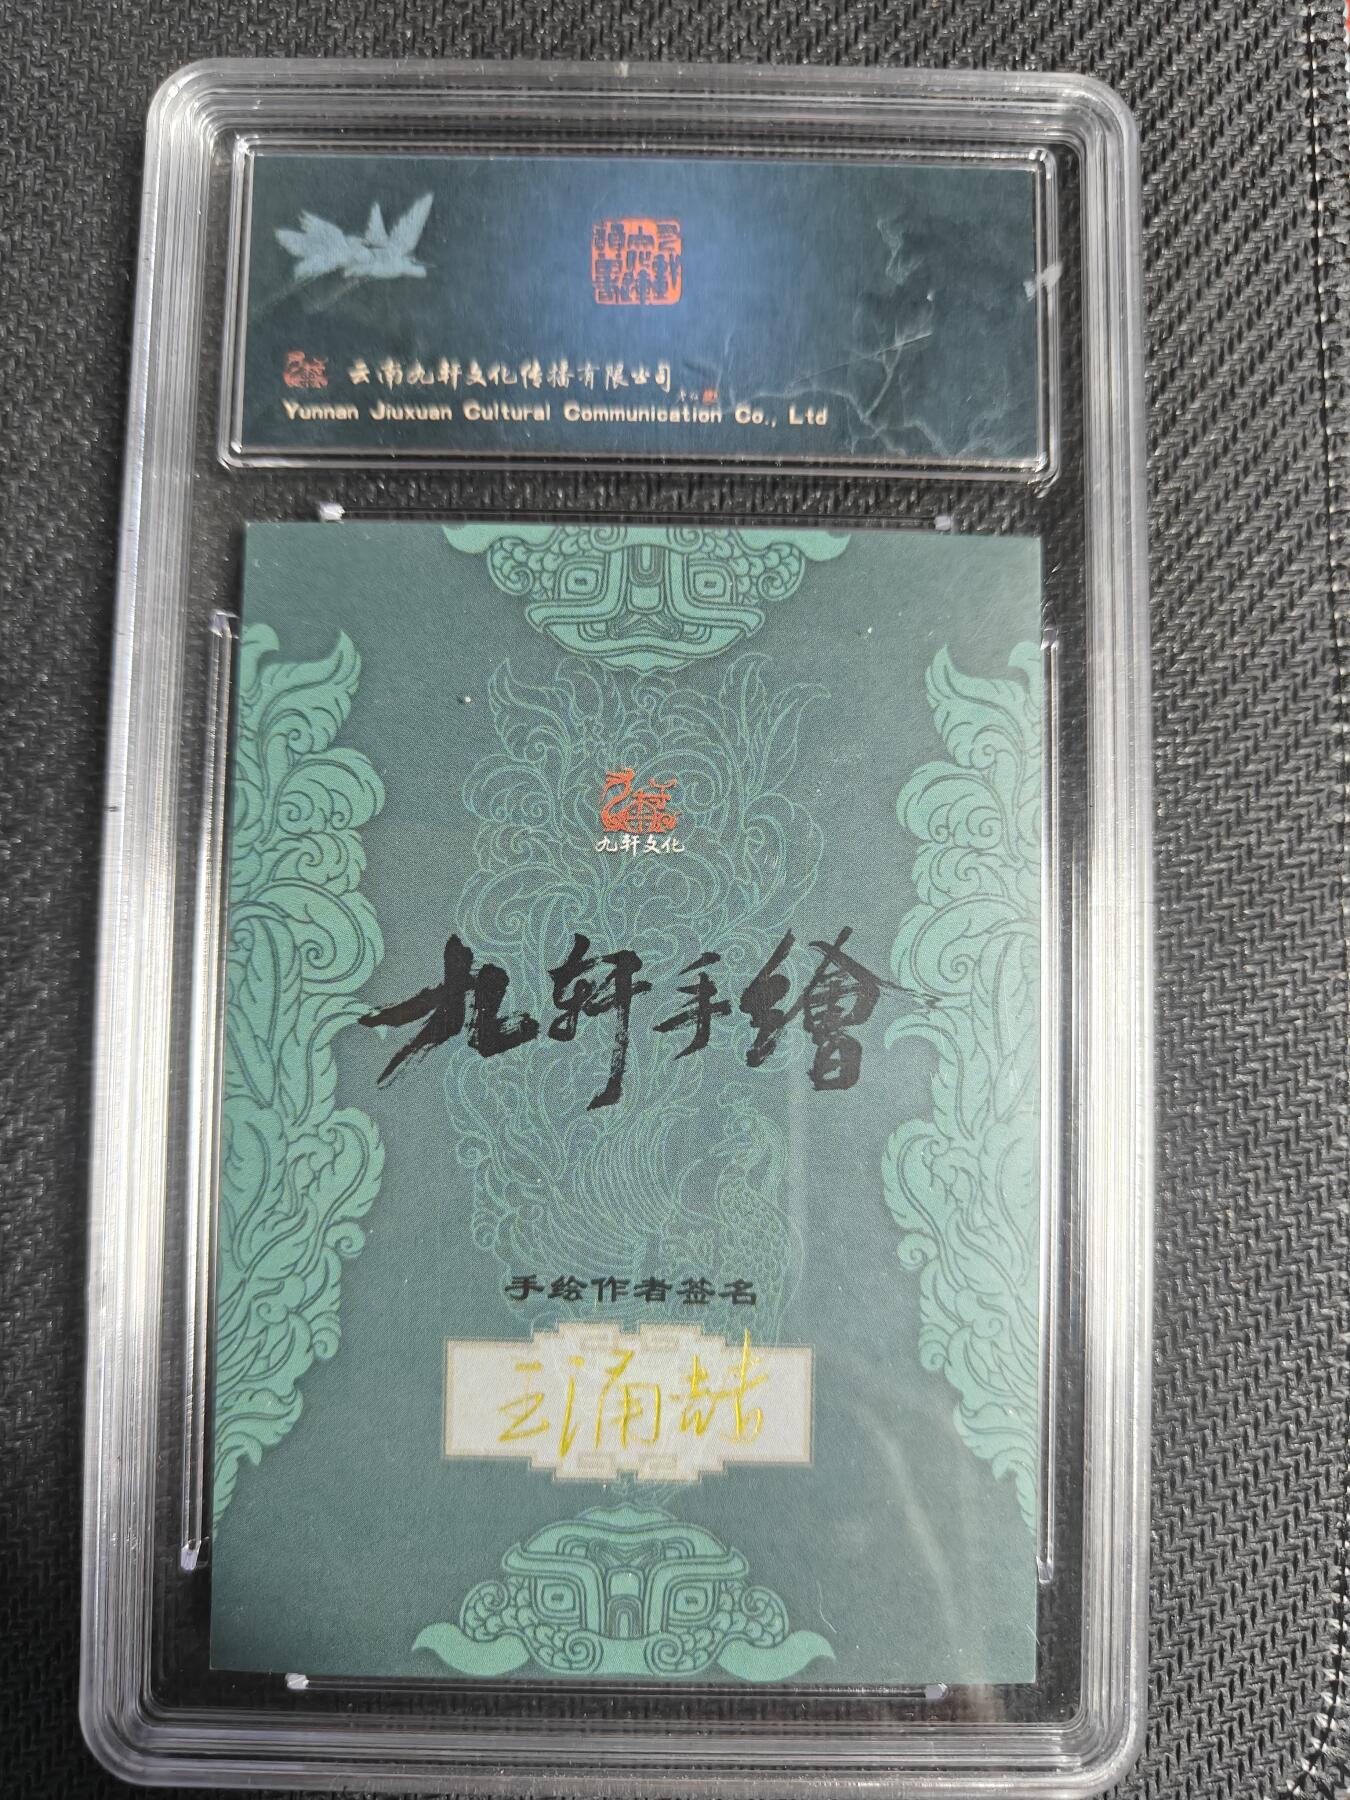 云南九轩文化传播有限公司
Yunnan Jiuxuan Cultural Communication Co., Ltd
九轩文化
九轩手繪
手绘作者签名